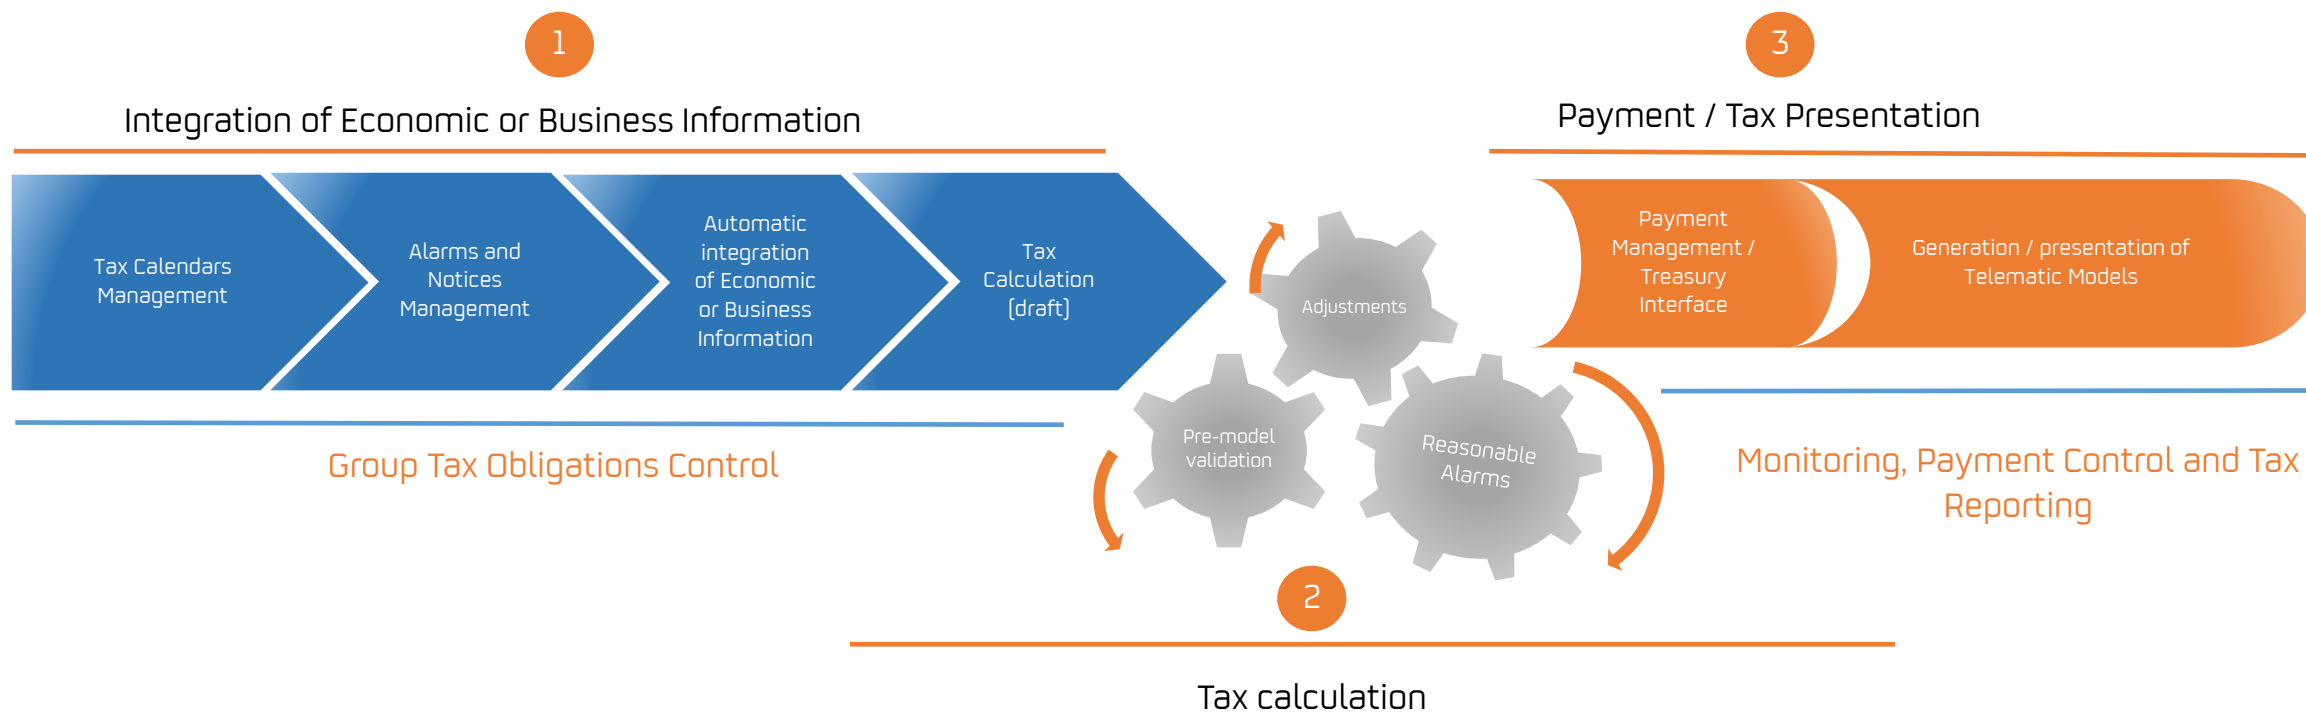 1
Integration of Economic or Business Information
Tax Calendars
Management
Alarms and
Notices
Management
Automatic
integration
of Economic
or Business
Information
Tax
Calculation
(draft)
Group Tax Obligations Control
Adjustments
Pre-model
validation
Reasonable
Alarms
2
Tax calculation
3
Payment / Tax Presentation
Payment
Management /
Treasury
Interface
Generation / presentation of
Telematic Models
Monitoring, Payment Control and Tax
Reporting